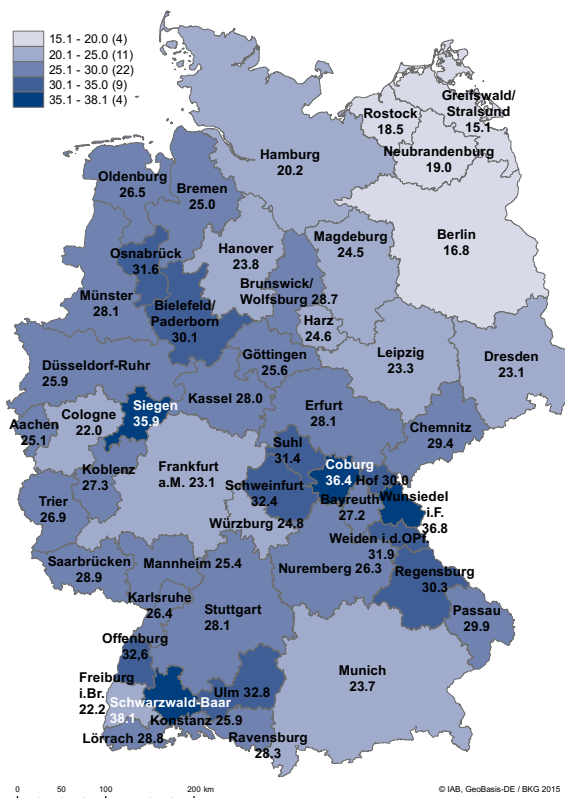 15.1 - 20.0 (4)
20.1 - 25.0 (11)
25.1 - 30.0 (22)
30.1 - 35.0 (9)
35.1 - 38.1 (4)
Greifswald/
Stralsund
15.1
Rostock
18.5
Neubrandenburg
19.0
Hamburg
20.2
Oldenburg
26.5
Bremen
25.0
Berlin
16.8
Hanover
23.8
Magdeburg
24.5
Osnabrück
31.6
Brunswick/
Wolfsburg 28.7
Münster
28.1
Bielefeld/
Paderborn
30.1
Harz
24.6
Göttingen
25.6
Leipzig
23.3
Dresden
23.1
Düsseldorf-Ruhr
25.9
Kassel 28.0
Siegen
35.9
Cologne
22.0
Erfurt
28.1
Chemnitz
29.4
Aachen
25.1
Suhl
31.4
Koblenz
27.3
Frankfurt
a.M. 23.1
Coburg
36.4
Hof 30.0
Schweinfurt
32.4
Bayreuth
27.2
Wunsiedel
i.F.
36.8
Trier
26.9
Würzburg 24.8
Weiden i.d.OPf.
31.9
Saarbrücken
28.9
Mannheim 25.4
Nuremberg 26.3
Regensburg
30.3
Karlsruhe
26.4
Stuttgart
28.1
Passau
29.9
Offenburg
32,6
Freiburg
i.Br.
22.2
Munich
23.7
Ulm 32.8
Schwarzwald-Baar
38.1
Konstanz 25.9
Lörrach 28.8
Ravensburg
28.3
0 50 100 200 km
© IAB, GeoBasis-DE / BKG 2015